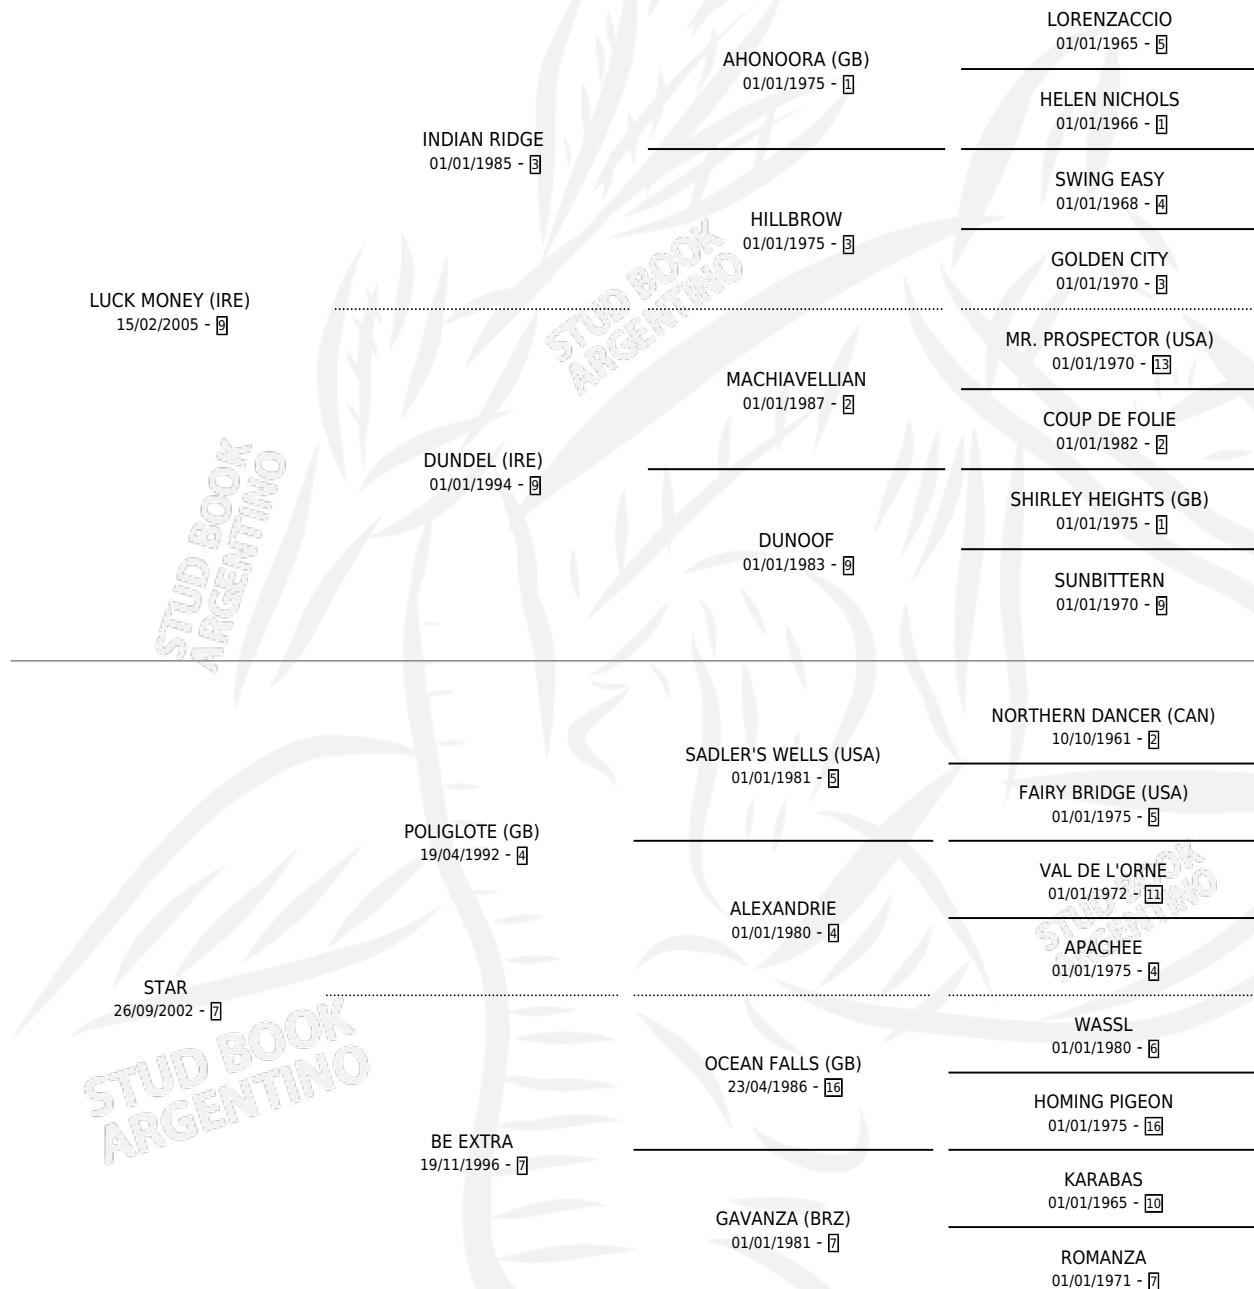 LORENZACCIO
01/01/1965 - 5
AHONOORA (GB)
01/01/1975 - 1
HELEN NICHOLS
01/01/1966 - 1
INDIAN RIDGE
01/01/1985 - 3
SWING EASY
01/01/1968 - 4
HILLBROW
01/01/1975 - 3
GOLDEN CITY
01/01/1970 - 3
LUCK MONEY (IRE)
15/02/2005 - 9
STUD BOOK
ARGENTINO
MR. PROSPECTOR (USA)
01/01/1970 - 13
MACHIAVELLIAN
01/01/1987 - 2
COUP DE FOLIE
01/01/1982 - 2
DUNDEL (IRE)
01/01/1994 - 9
SHIRLEY HEIGHTS (GB)
01/01/1975 - 1
DUNOOF
01/01/1983 - 9
SUNBITTERN
01/01/1970 - 9
STUD BOOK
ARGENTINO
NORTHERN DANCER (CAN)
10/10/1961 - 2
SADLER'S WELLS (USA)
01/01/1981 - 5
FAIRY BRIDGE (USA)
01/01/1975 - 5
POLIGLOTE (GB)
19/04/1992 - 4
VAL DE L'ORNE
01/01/1972 - 11
ALEXANDRIE
01/01/1980 - 4
STUD BOOK
ARGENTINO
APACHEE
01/01/1975 - 4
STAR
26/09/2002 - 7
STUD BOOK
ARGENTINO
WASSL
01/01/1980 - 6
OCEAN FALLS (GB)
23/04/1986 - 16
HOMING PIGEON
01/01/1975 - 16
BE EXTRA
19/11/1996 - 7
KARABAS
01/01/1965 - 10
GAVANZA (BRZ)
01/01/1981 - 7
ROMANZA
01/01/1971 - 7